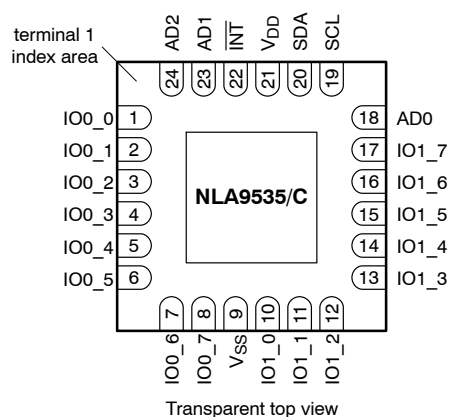 terminal 1
index area
AD2
AD1
INT
VDD
SDA
SCL
24
23
22
21
20
19
IO0_0 1
IO0_1 2
IO0_2 3
IO0_3 4
IO0_4 5
IO0_5 6
NLA9535/C
18 AD0
17 IO1_7
16 IO1_6
15 IO1_5
14 IO1_4
13 IO1_3
7
8
9
10
11
12
IO0_6
IO0_7
VSS
IO1_0
IO1_1
IO1_2
Transparent top view